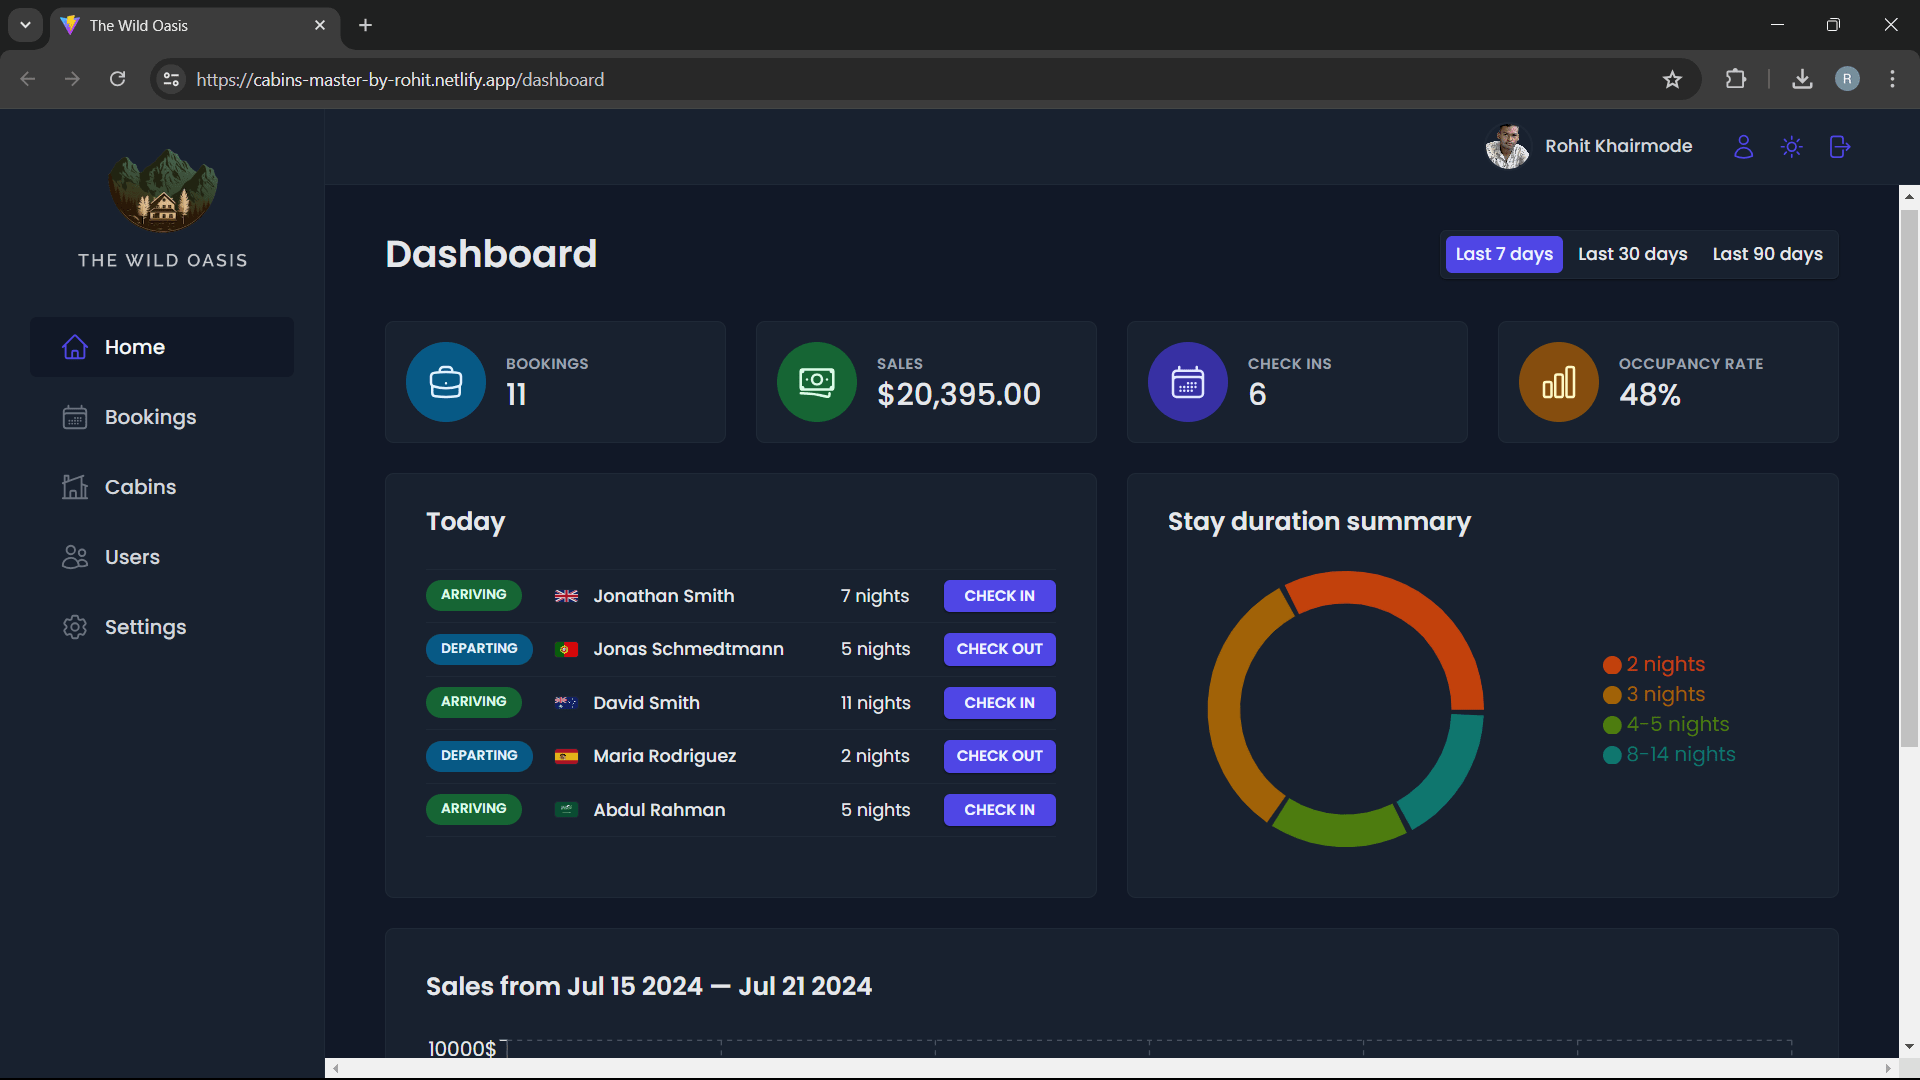 The Wild Oasis
https://cabins-master-by-rohit.netlify.app/dashboard
R
THE WILD OASIS
Rohit Khairmode
Home
Bookings
Cabins
Users
Settings
Dashboard
Last 7 days Last 30 days Last 90 days
BOOKINGS
11
SALES
$20,395.00
CHECK INS
6
OCCUPANCY RATE
48%
Today
ARRIVING Jonathan Smith 7 nights CHECK IN
DEPARTING Jonas Schmedtmann 5 nights CHECK OUT
ARRIVING David Smith 11 nights CHECK IN
DEPARTING Maria Rodriguez 2 nights CHECK OUT
ARRIVING Abdul Rahman 5 nights CHECK IN
Stay duration summary
2 nights
3 nights
4-5 nights
8-14 nights
Sales from Jul 15 2024 — Jul 21 2024
10000$